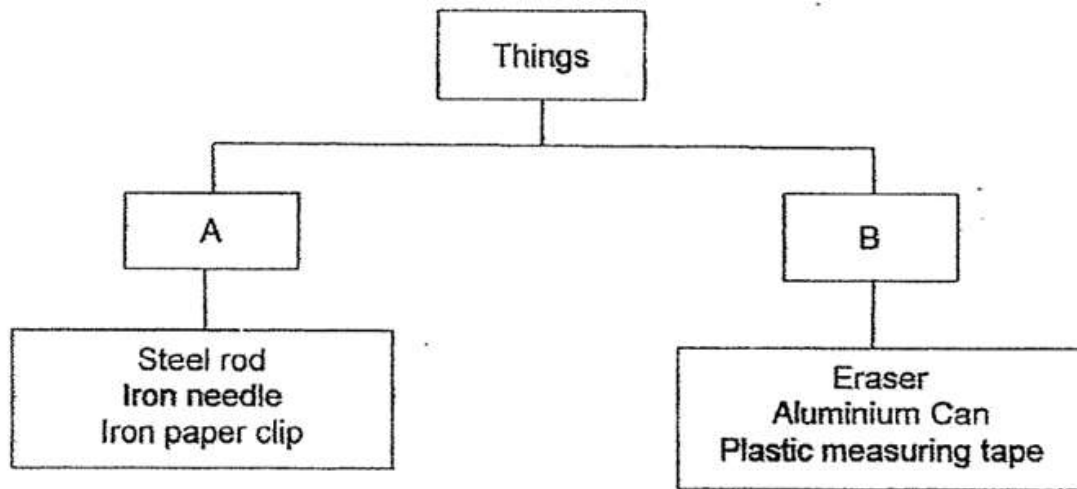 Things
A
B
Steel rod
Iron needle
Iron paper clip
Eraser
Aluminium Can
Plastic measuring tape